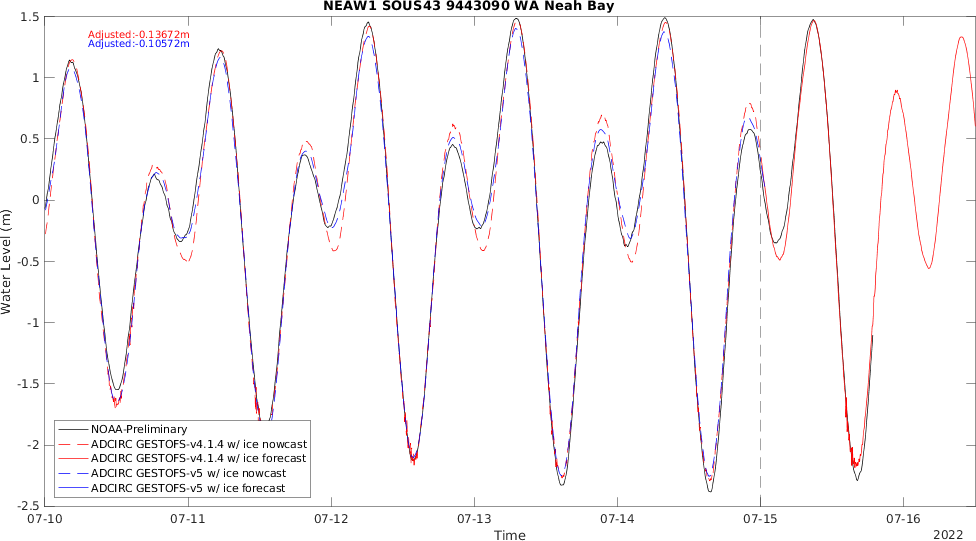 NEAW1 SOUS43 9443090 WA Neah Bay
Adjusted:-0.13672m
Adjusted:-0.10572m
1.5
1
0.5
0
-0.5
-1
-1.5
-2
-2.5
Water Level (m)
NOAA-Preliminary
ADCIRC GESTOFS-v4.1.4 w/ ice nowcast
ADCIRC GESTOFS-v4.1.4 w/ ice forecast
ADCIRC GESTOFS-v5 w/ ice nowcast
ADCIRC GESTOFS-v5 w/ ice forecast
07-10 07-11 07-12 07-13 07-14 07-15 07-16
Time
2022